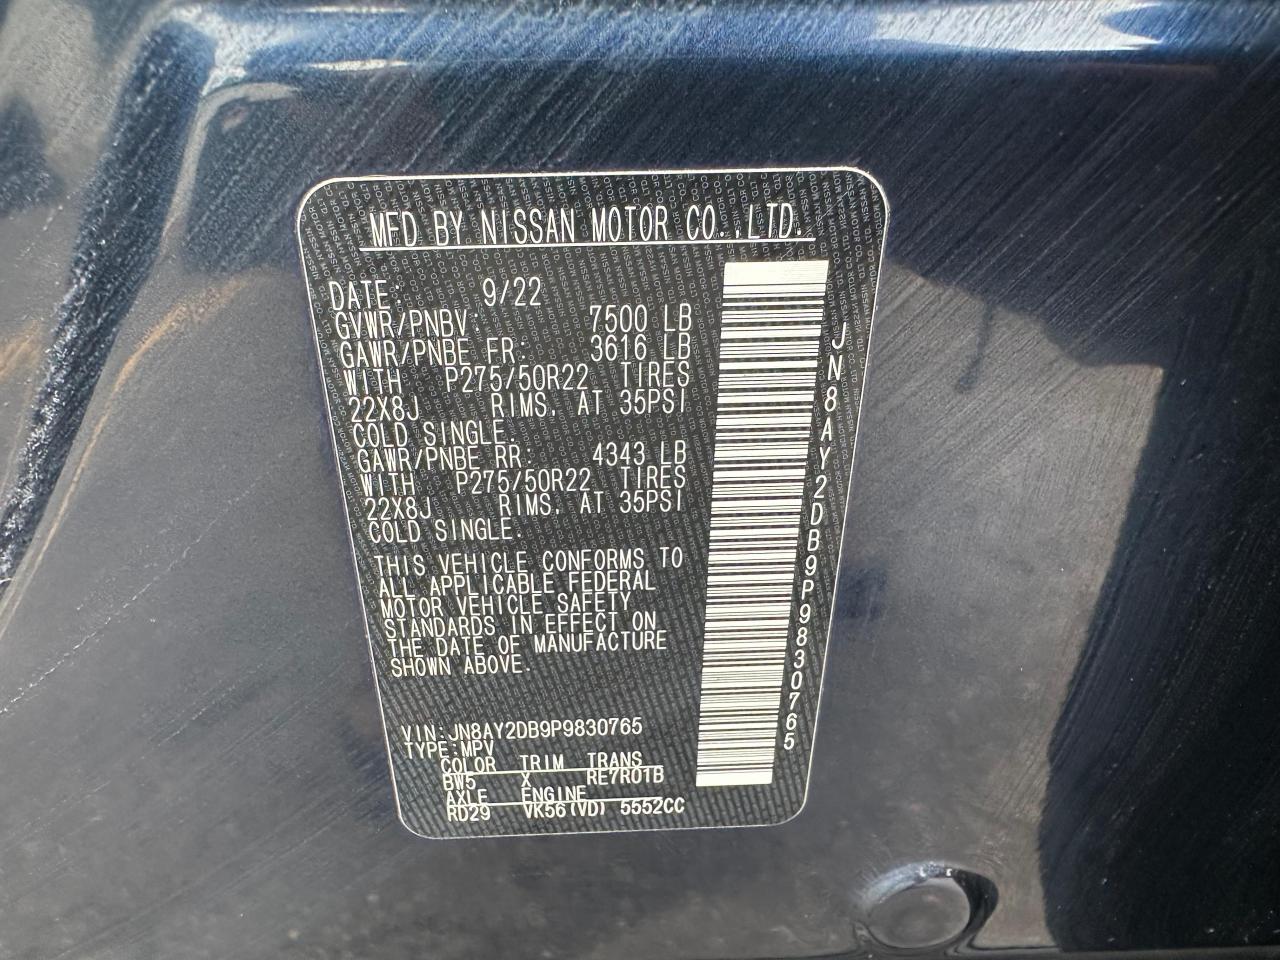 MFD BY NISSAN MOTOR CO.,LTD.
DATE: 9/22
GVWR/PNBV: 7500 LB
GAWR/PNBE FR: 3616 LB
WITH P275/50R22 TIRES
22X8J RIMS, AT 35PSI
COLD SINGLE.
GAWR/PNBE RR: 4343 LB
WITH P275/50R22 TIRES
22X8J RIMS, AT 35PSI
COLD SINGLE.
THIS VEHICLE CONFORMS TO
ALL APPLICABLE FEDERAL
MOTOR VEHICLE SAFETY
STANDARDS IN EFFECT ON
THE DATE OF MANUFACTURE
SHOWN ABOVE.
VIN:JN8AY2DB9P9830765
TYPE:MPV
COLOR TRIM TRANS
BW5 X RE7R01B
AXLE ENGINE
RD29 VK56(VD) 5552CC
JN8AY2DB9P9830765